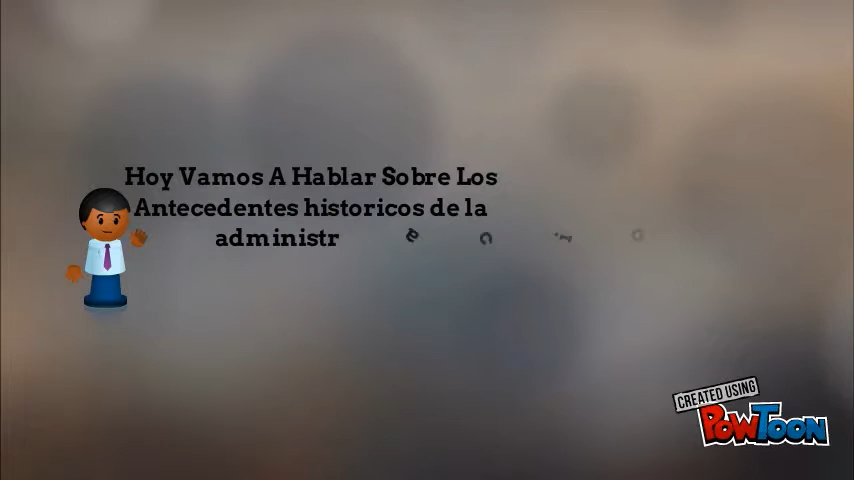 Hoy Vamos A Hablar Sobre Los
Antecedentes historicos de la
administr a c i o
CREATED USING
POWTOON